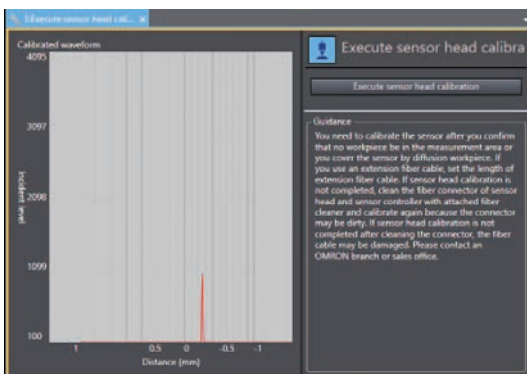 1:Execute sensor head cali...
Calibrated waveform
4095
3097
2098
1099
100
Incident level
1
0.5
0
-0.5
-1
Distance (mm)
Execute sensor head calibra
Execute sensor head calibration
Guidance
You need to calibrate the sensor after you confirm
that no workpiece be in the measurement area or
you cover the sensor by diffusion workpiece. If
you use an extension fiber cable, set the length of
extension fiber cable. If sensor head calibration is
not completed, clean the fiber connector of sensor
head and sensor controller with attached fiber
cleaner and calibrate again because the connector
may be dirty. If sensor head calibration is not
completed after cleaning the connector, the fiber
cable may be damaged. Please contact an
OMRON branch or sales office.